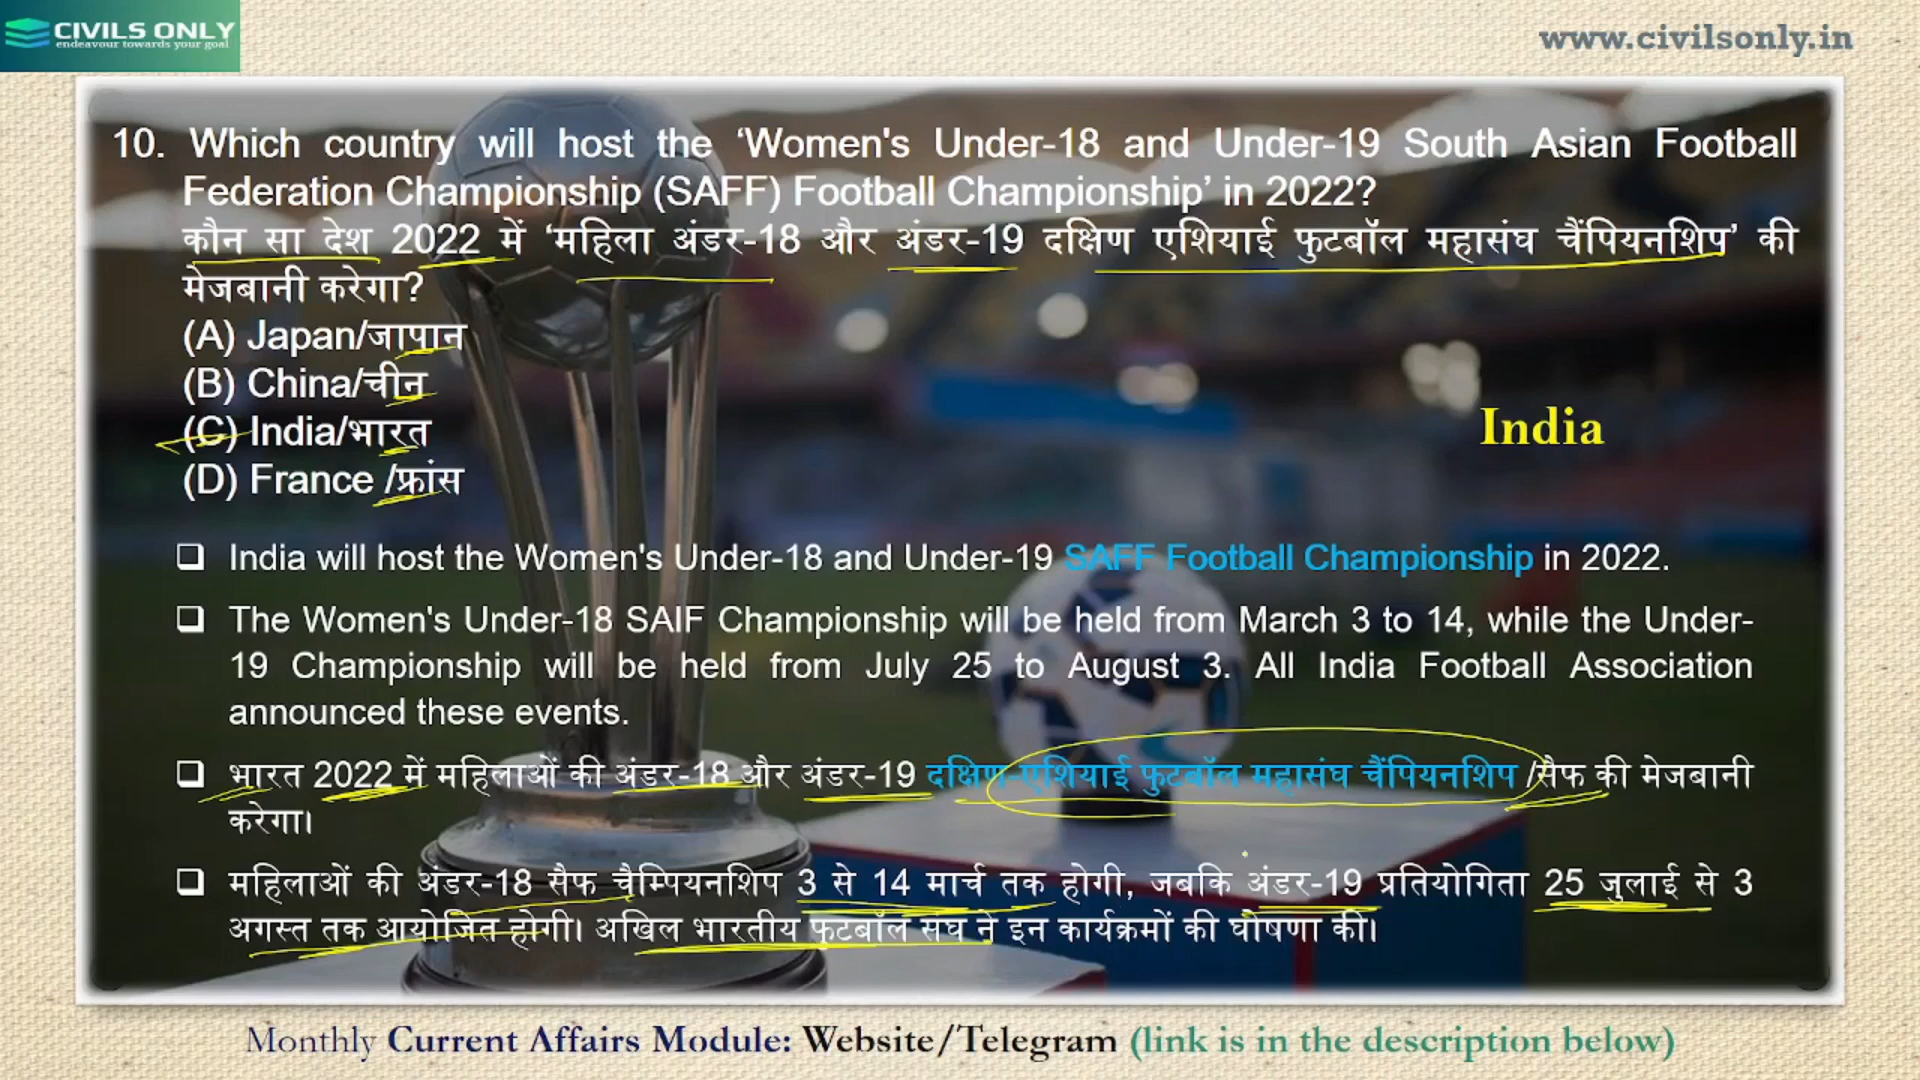 CIVILS ONLY
endeavour towards your goal
www.civilsonly.in
10. Which country will host the ‘Women's Under-18 and Under-19 South Asian Football
Federation Championship (SAFF) Football Championship’ in 2022?
कौन सा देश 2022 में ‘महिला अंडर-18 और अंडर-19 दक्षिण एशियाई फुटबॉल महासंघ चैंपियनशिप’ की
मेजबानी करेगा?
(A) Japan/जापान
(B) China/चीन
(C) India/भारत
(D) France /फ्रांस
India
❑ India will host the Women's Under-18 and Under-19 SAFF Football Championship in 2022.
❑ The Women's Under-18 SAIF Championship will be held from March 3 to 14, while the Under-
19 Championship will be held from July 25 to August 3. All India Football Association
announced these events.
❑ भारत 2022 में महिलाओं की अंडर-18 और अंडर-19 दक्षिण-एशियाई फुटबॉल महासंघ चैंपियनशिप /सैफ की मेजबानी
करेगा।
❑ महिलाओं की अंडर-18 सैफ चैम्पियनशिप 3 से 14 मार्च तक होगी, जबकि अंडर-19 प्रतियोगिता 25 जुलाई से 3
अगस्त तक आयोजित होगी। अखिल भारतीय फुटबॉल संघ ने इन कार्यक्रमों की घोषणा की।
Monthly Current Affairs Module: Website/Telegram (link is in the description below)